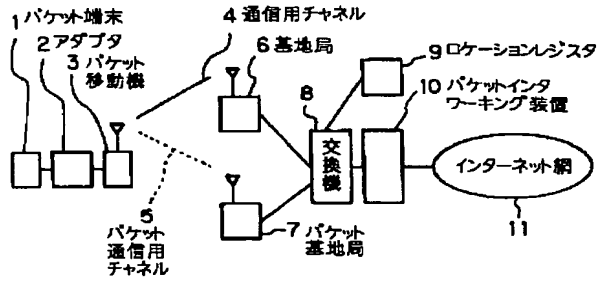 1 パケット端末
2 アダプタ
3 パケット
移動機
4 通信用チャネル
5
パケット
通信用
チャネル
6 基地局
7 パケット
基地局
8
交換機
9 ロケーションレジスタ
10 パケットインタ
ワーキング装置
インターネット網
11